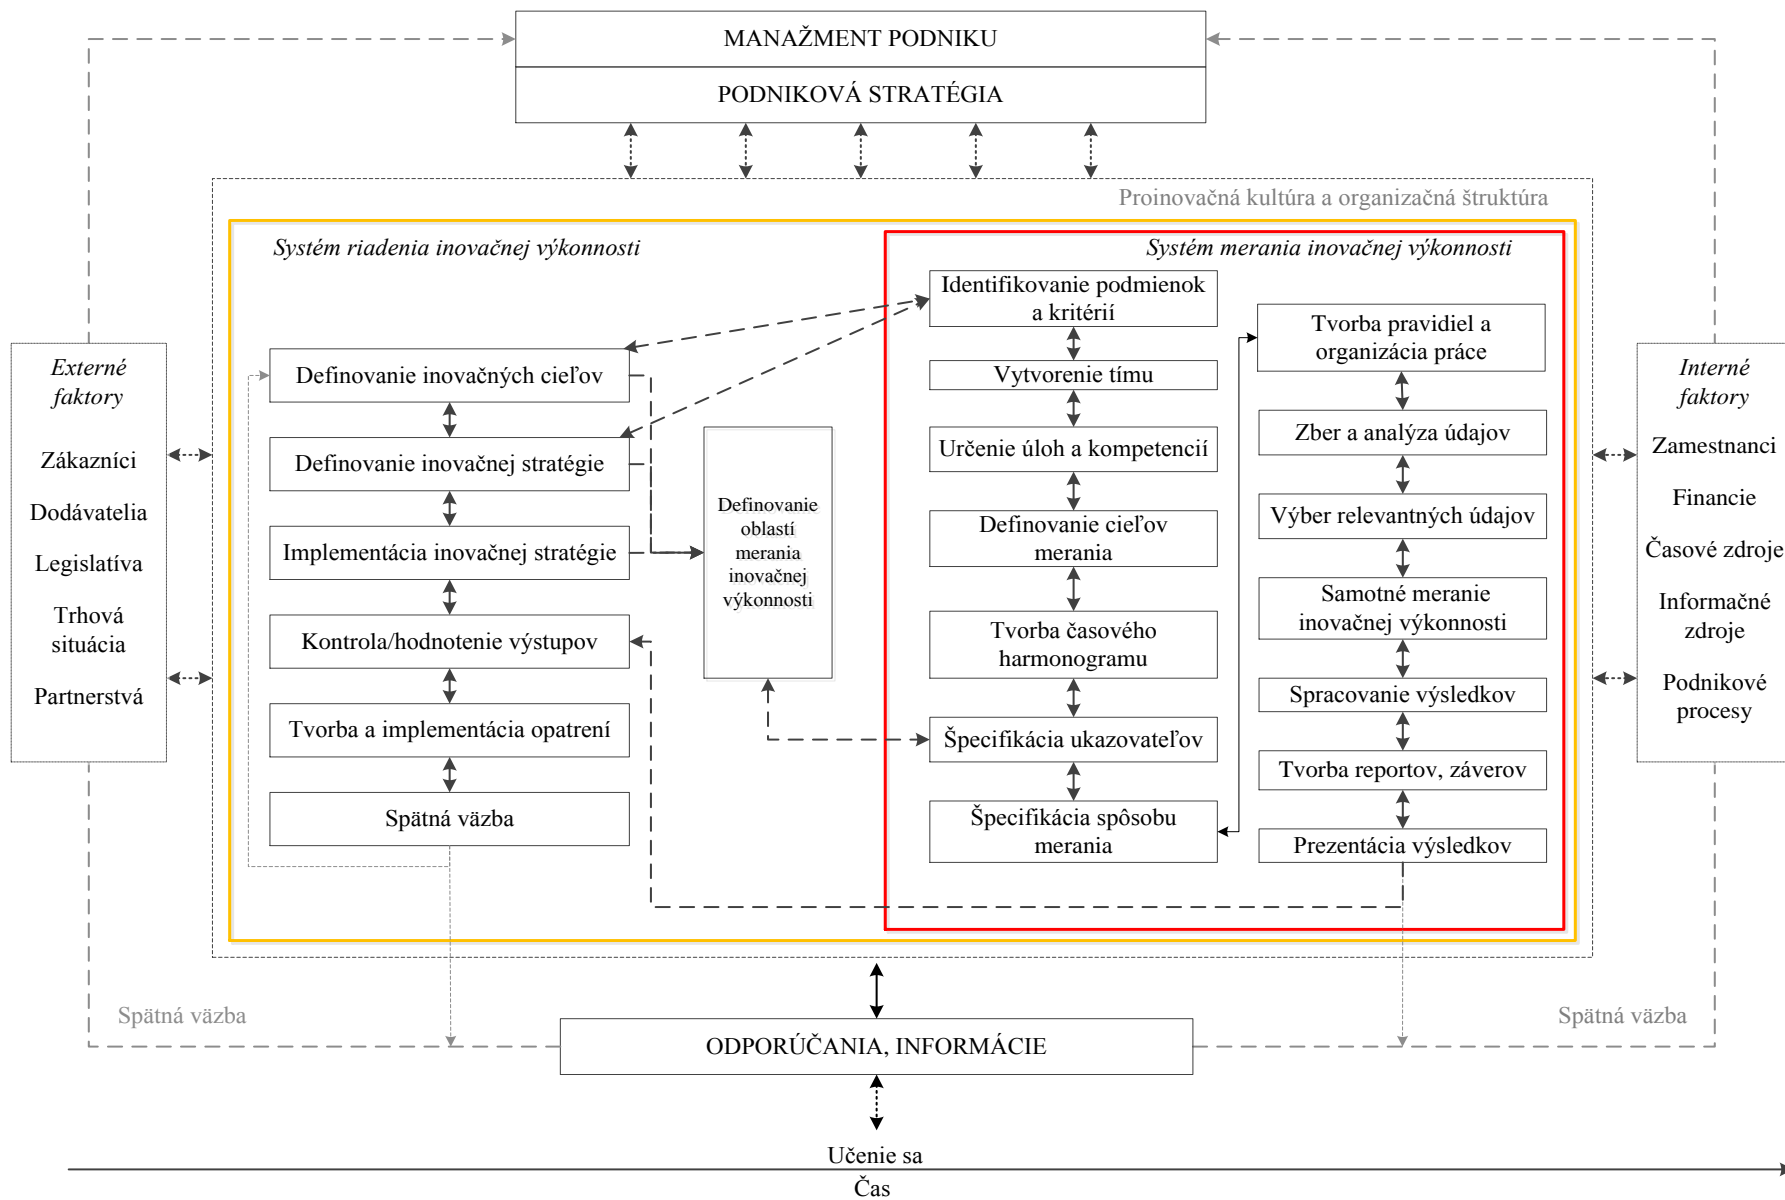 MANAŽMENT PODNIKU
PODNIKOVÁ STRATÉGIA
Proinovačná kultúra a organizačná štruktúra
Systém riadenia inovačnej výkonnosti
Systém merania inovačnej výkonnosti
Externé
faktory
Zákazníci
Dodávatelia
Legislatíva
Trhová
situácia
Partnerstvá
Definovanie inovačných cieľov
Definovanie inovačnej stratégie
Implementácia inovačnej stratégie
Kontrola/hodnotenie výstupov
Tvorba a implementácia opatrení
Spätná väzba
Definovanie
oblastí
merania
inovačnej
výkonnosti
Identifikovanie podmienok
a kritérií
Vytvorenie tímu
Určenie úloh a kompetencií
Definovanie cieľov
merania
Tvorba časového
harmonogramu
Špecifikácia ukazovateľov
Špecifikácia spôsobu
merania
Tvorba pravidiel a
organizácia práce
Zber a analýza údajov
Výber relevantných údajov
Samotné meranie
inovačnej výkonnosti
Spracovanie výsledkov
Tvorba reportov, záverov
Prezentácia výsledkov
Interné
faktory
Zamestnanci
Financie
Časové zdroje
Informačné
zdroje
Podnikové
procesy
Spätná väzba
Spätná väzba
ODPORÚČANIA, INFORMÁCIE
Učenie sa
Čas